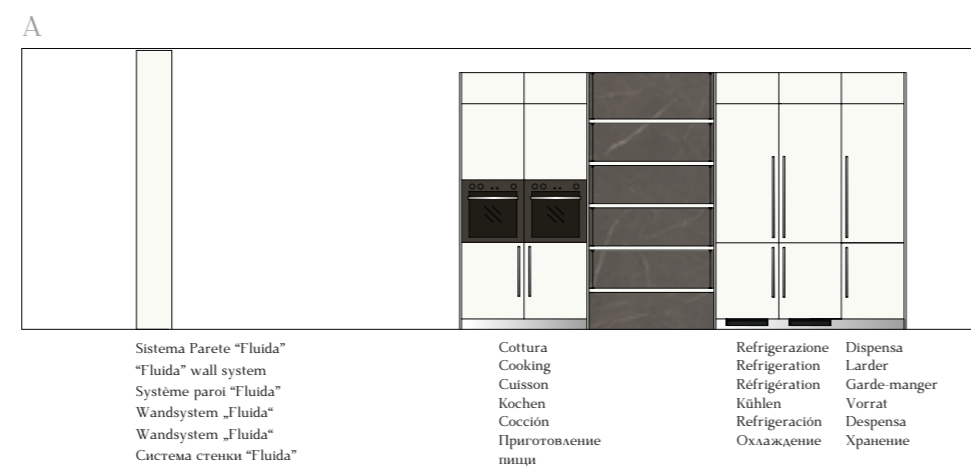 A
Sistema Parete “Fluida”
“Fluida” wall system
Système paroi “Fluida”
Wandsystem „Fluida“
Wandsystem „Fluida“
Система стенки “Fluida”
Cottura
Cooking
Cuisson
Kochen
Cocción
Приготовление
пищи
Refrigerazione
Refrigeration
Réfrigération
Kühlen
Refrigeración
Охлаждение
Dispensa
Larder
Garde-manger
Vorrat
Despensa
Хранение